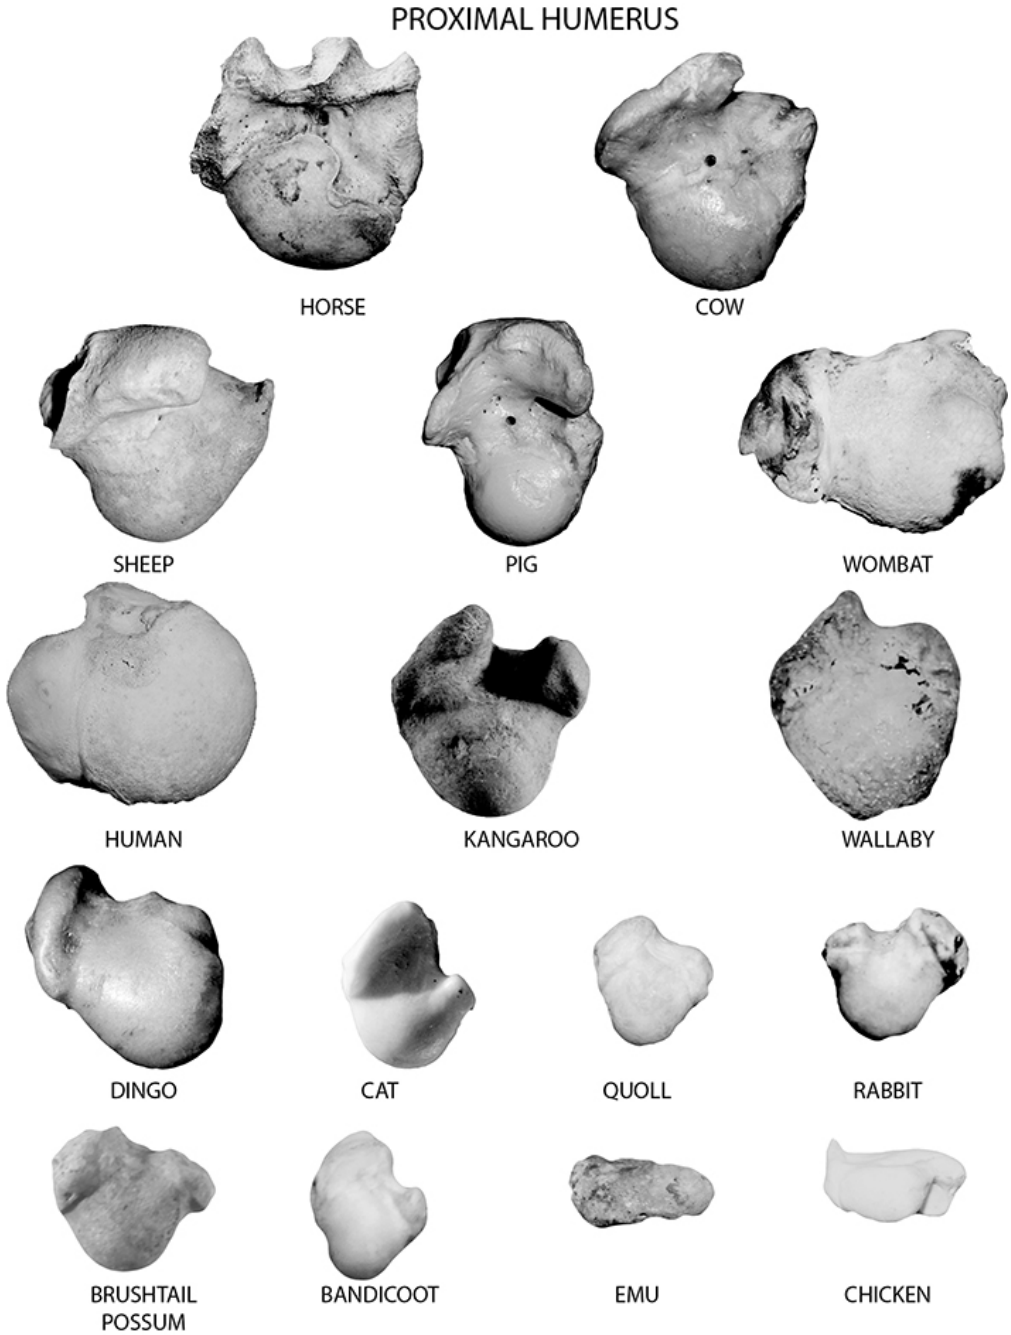 PROXIMAL HUMERUS
HORSE
COW
SHEEP
PIG
WOMBAT
HUMAN
KANGAROO
WALLABY
DINGO
CAT
QUOLL
RABBIT
BRUSHTAIL
POSSUM
BANDICOOT
EMU
CHICKEN